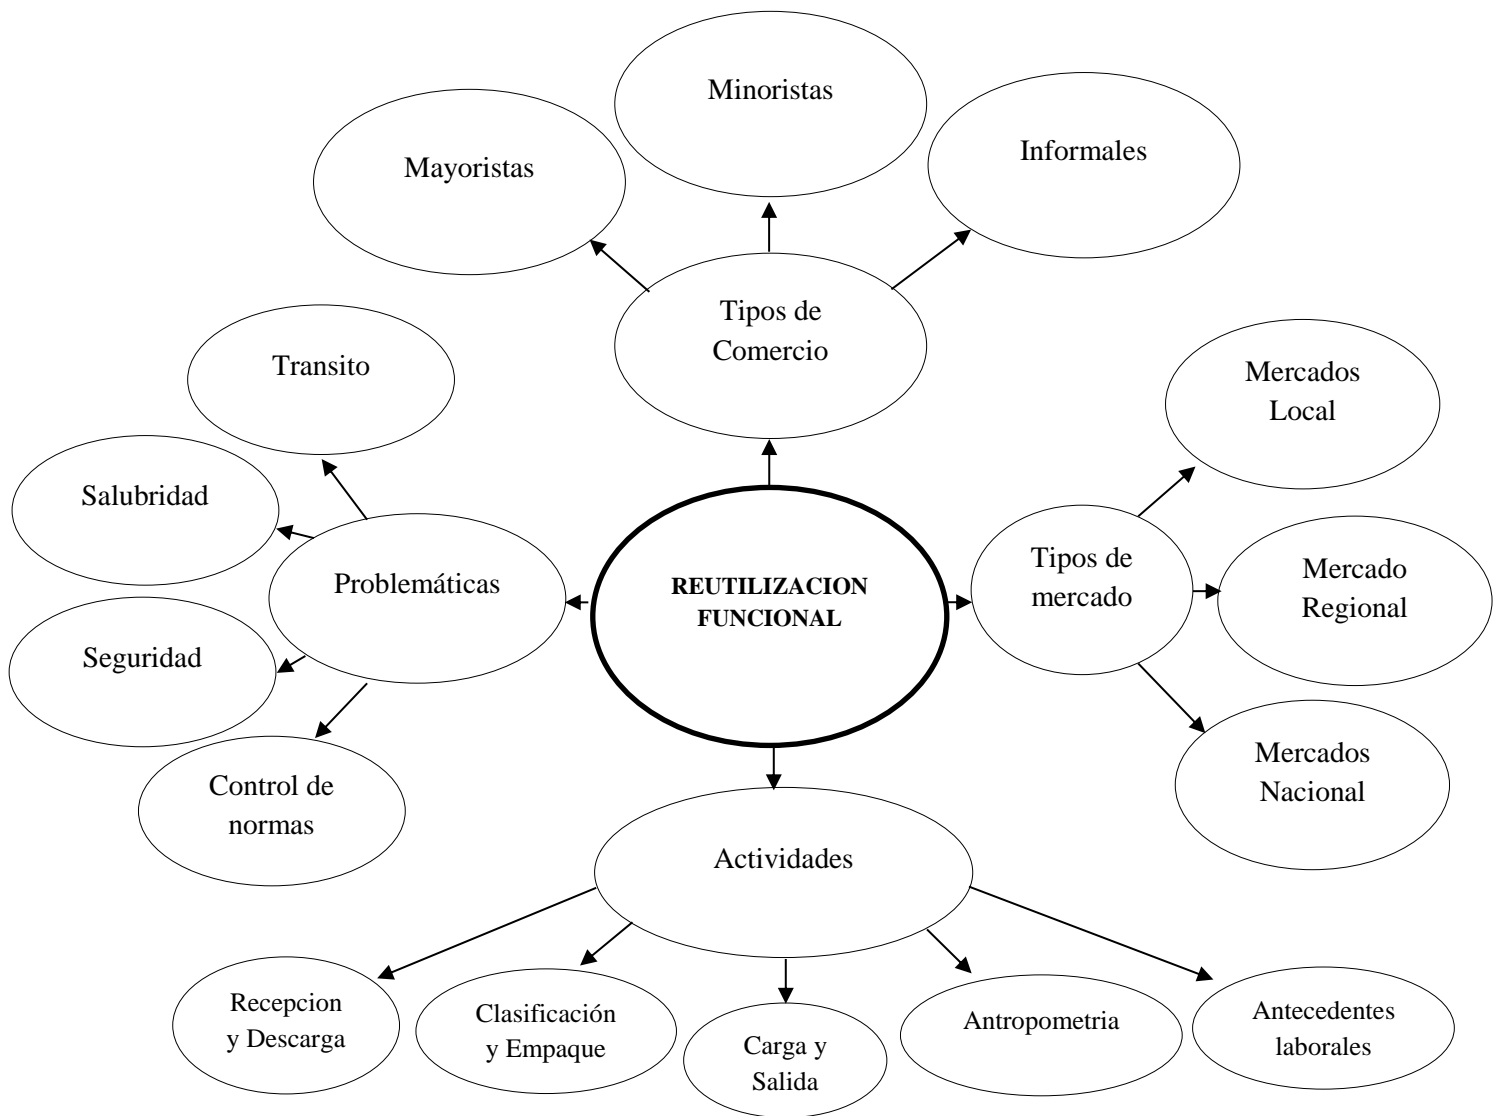 Minoristas
Mayoristas
Informales
Tipos de
Comercio
Transito
Mercados
Local
Salubridad
Problemáticas
REUTILIZACION
FUNCIONAL
Tipos de
mercado
Mercado
Regional
Seguridad
Control de
normas
Mercados
Nacional
Actividades
Recepcion
y Descarga
Clasificación
y Empaque
Carga y
Salida
Antropometria
Antecedentes
laborales